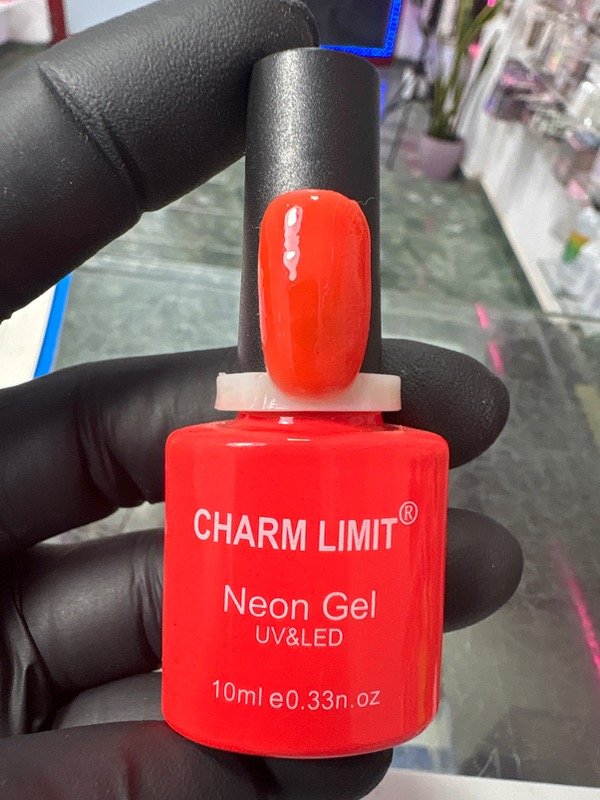 CHARM LIMIT®
Neon Gel
UV&LED
10ml e0.33n.oz